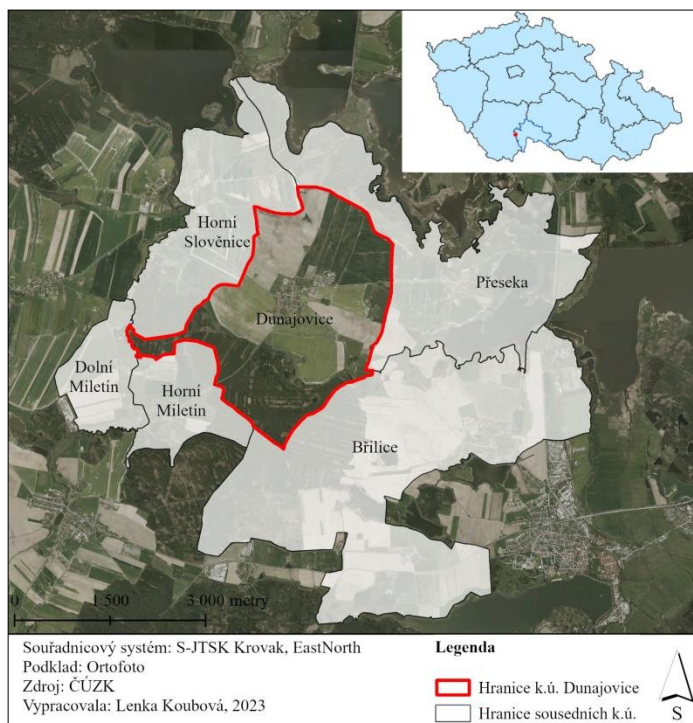 Horní
Slověnice
Přeseka
Dunajovice
Dolní
Miletín
Horní
Miletín
Břilice
0 1 500 3 000 metry
Souřadnicový systém: S-JTSK Krovak, EastNorth
Podklad: Ortofoto
Zdroj: ČÚZK
Vypracovala: Lenka Koubová, 2023
Legenda
Hranice k.ú. Dunajovice
Hranice sousedních k.ú.
S